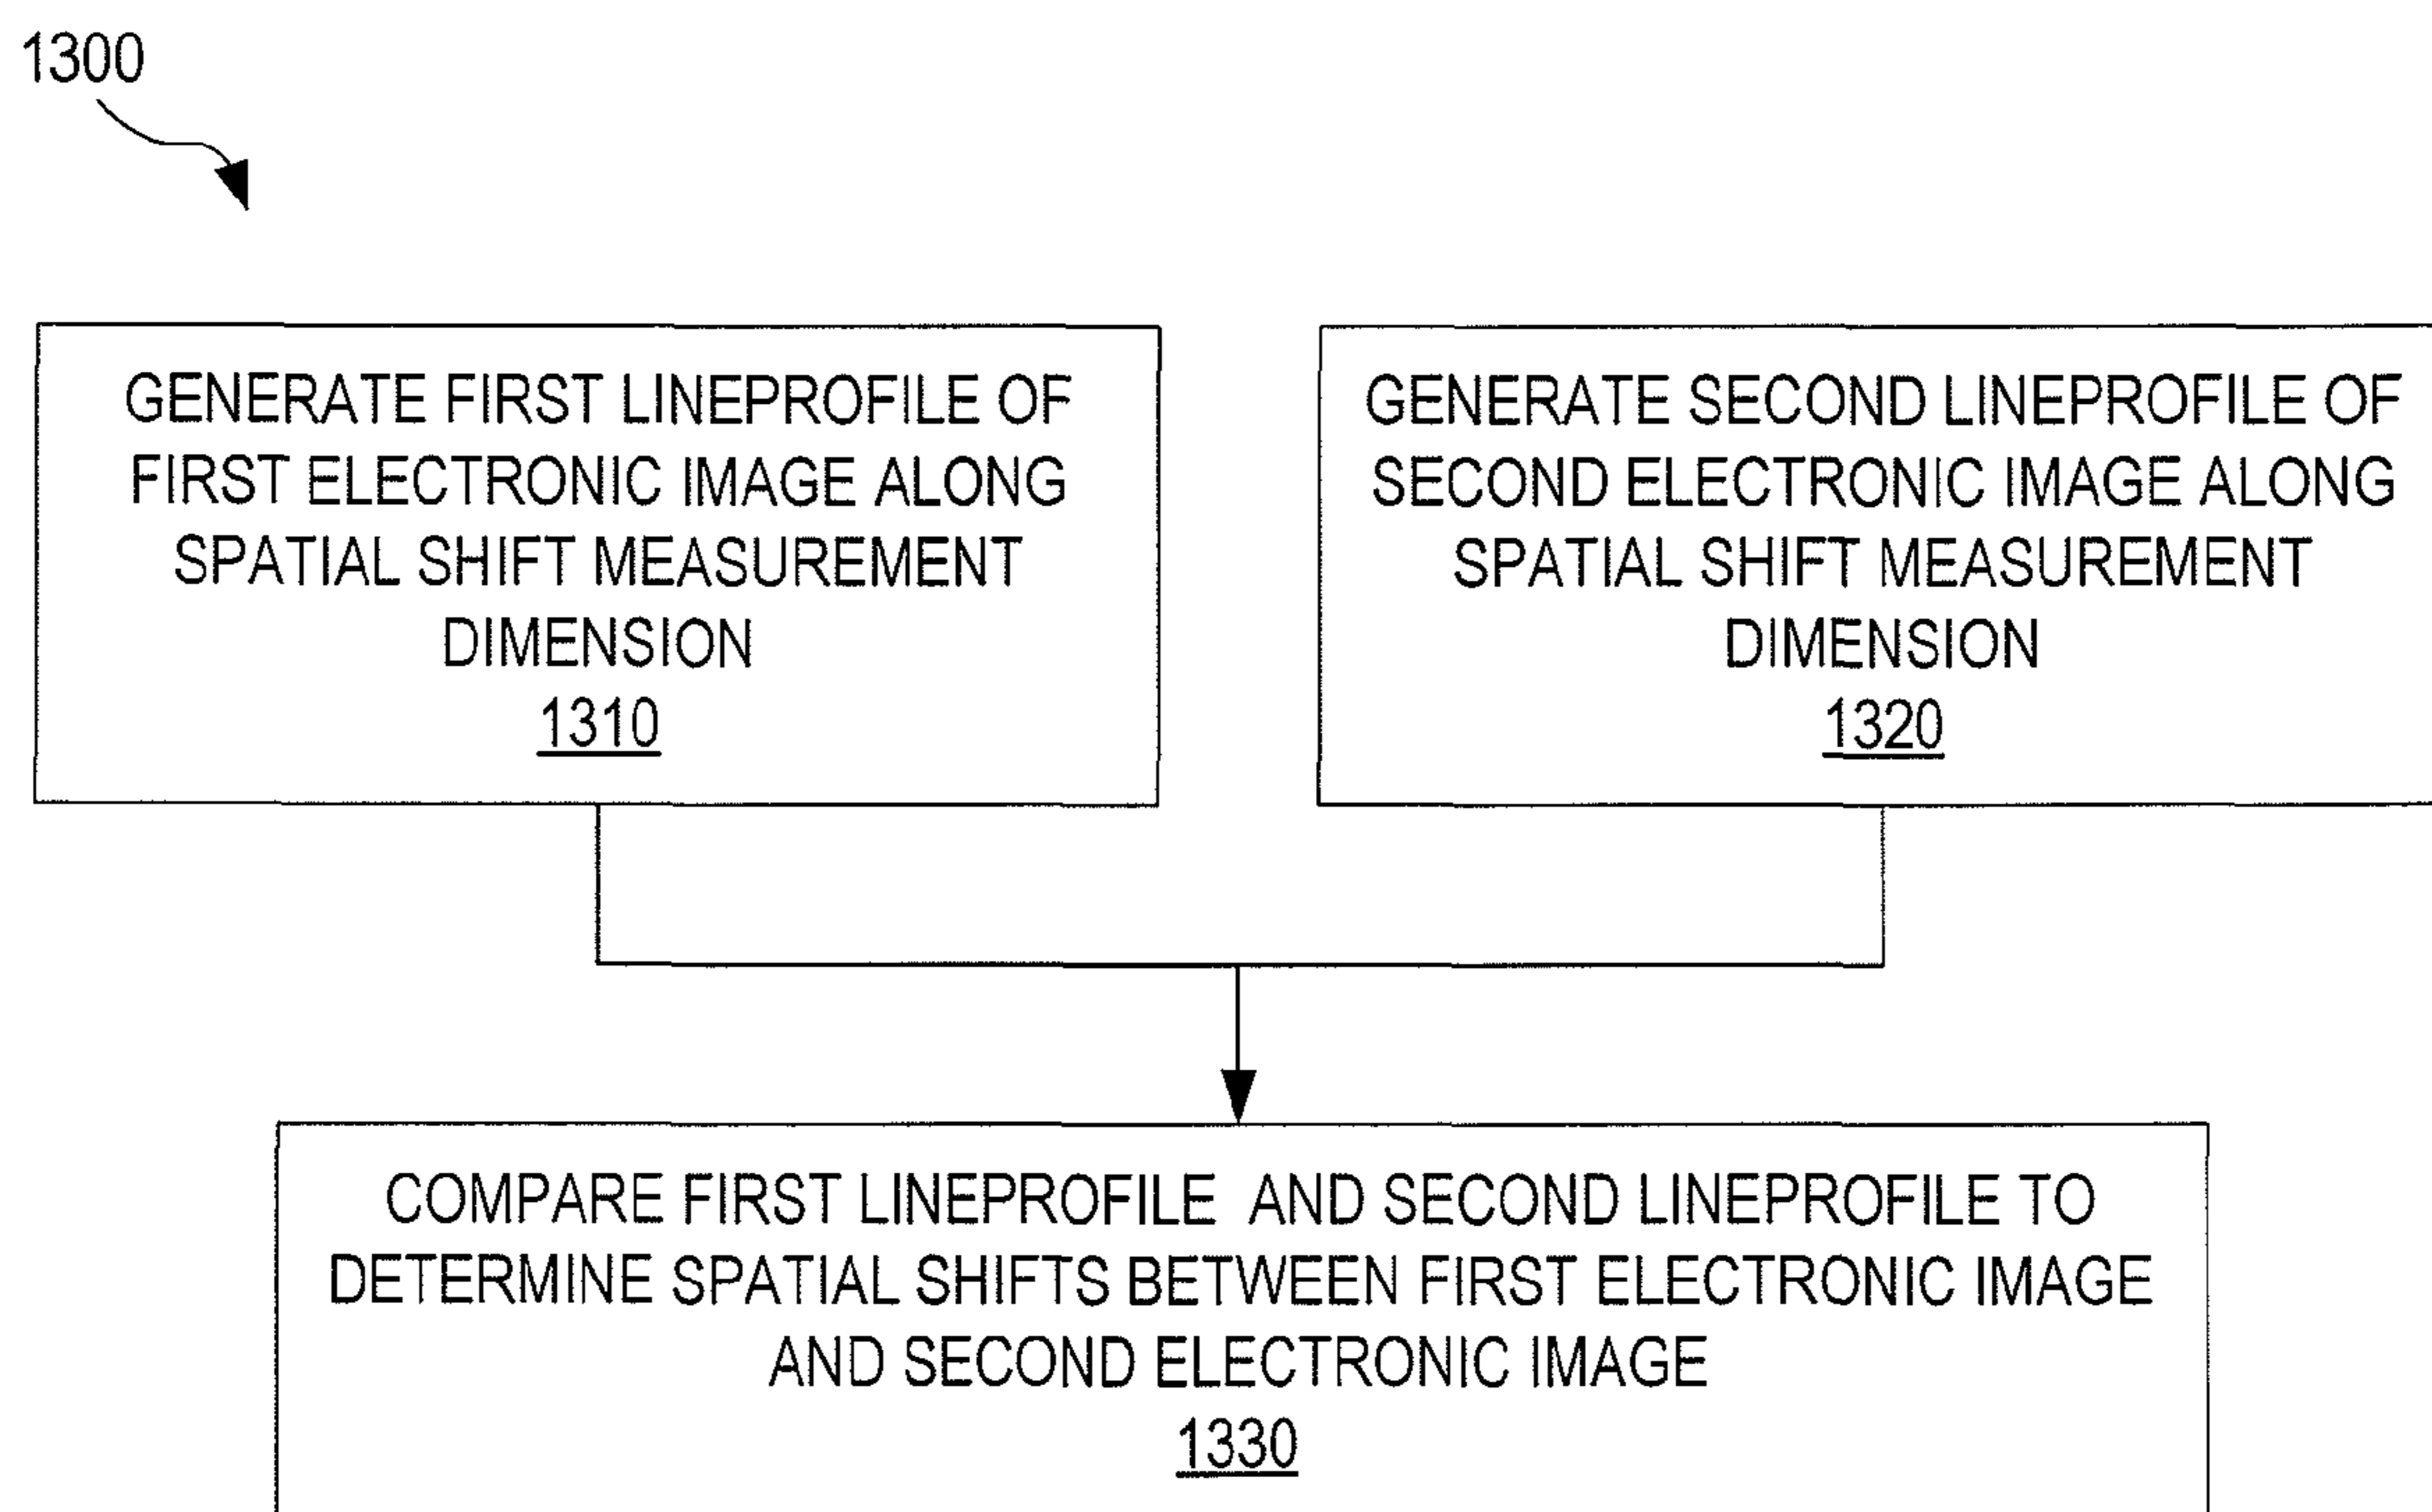 1300
GENERATE FIRST LINEPROFILE OF
FIRST ELECTRONIC IMAGE ALONG
SPATIAL SHIFT MEASUREMENT
DIMENSION
1310
GENERATE SECOND LINEPROFILE OF
SECOND ELECTRONIC IMAGE ALONG
SPATIAL SHIFT MEASUREMENT
DIMENSION
1320
COMPARE FIRST LINEPROFILE AND SECOND LINEPROFILE TO
DETERMINE SPATIAL SHIFTS BETWEEN FIRST ELECTRONIC IMAGE
AND SECOND ELECTRONIC IMAGE
1330